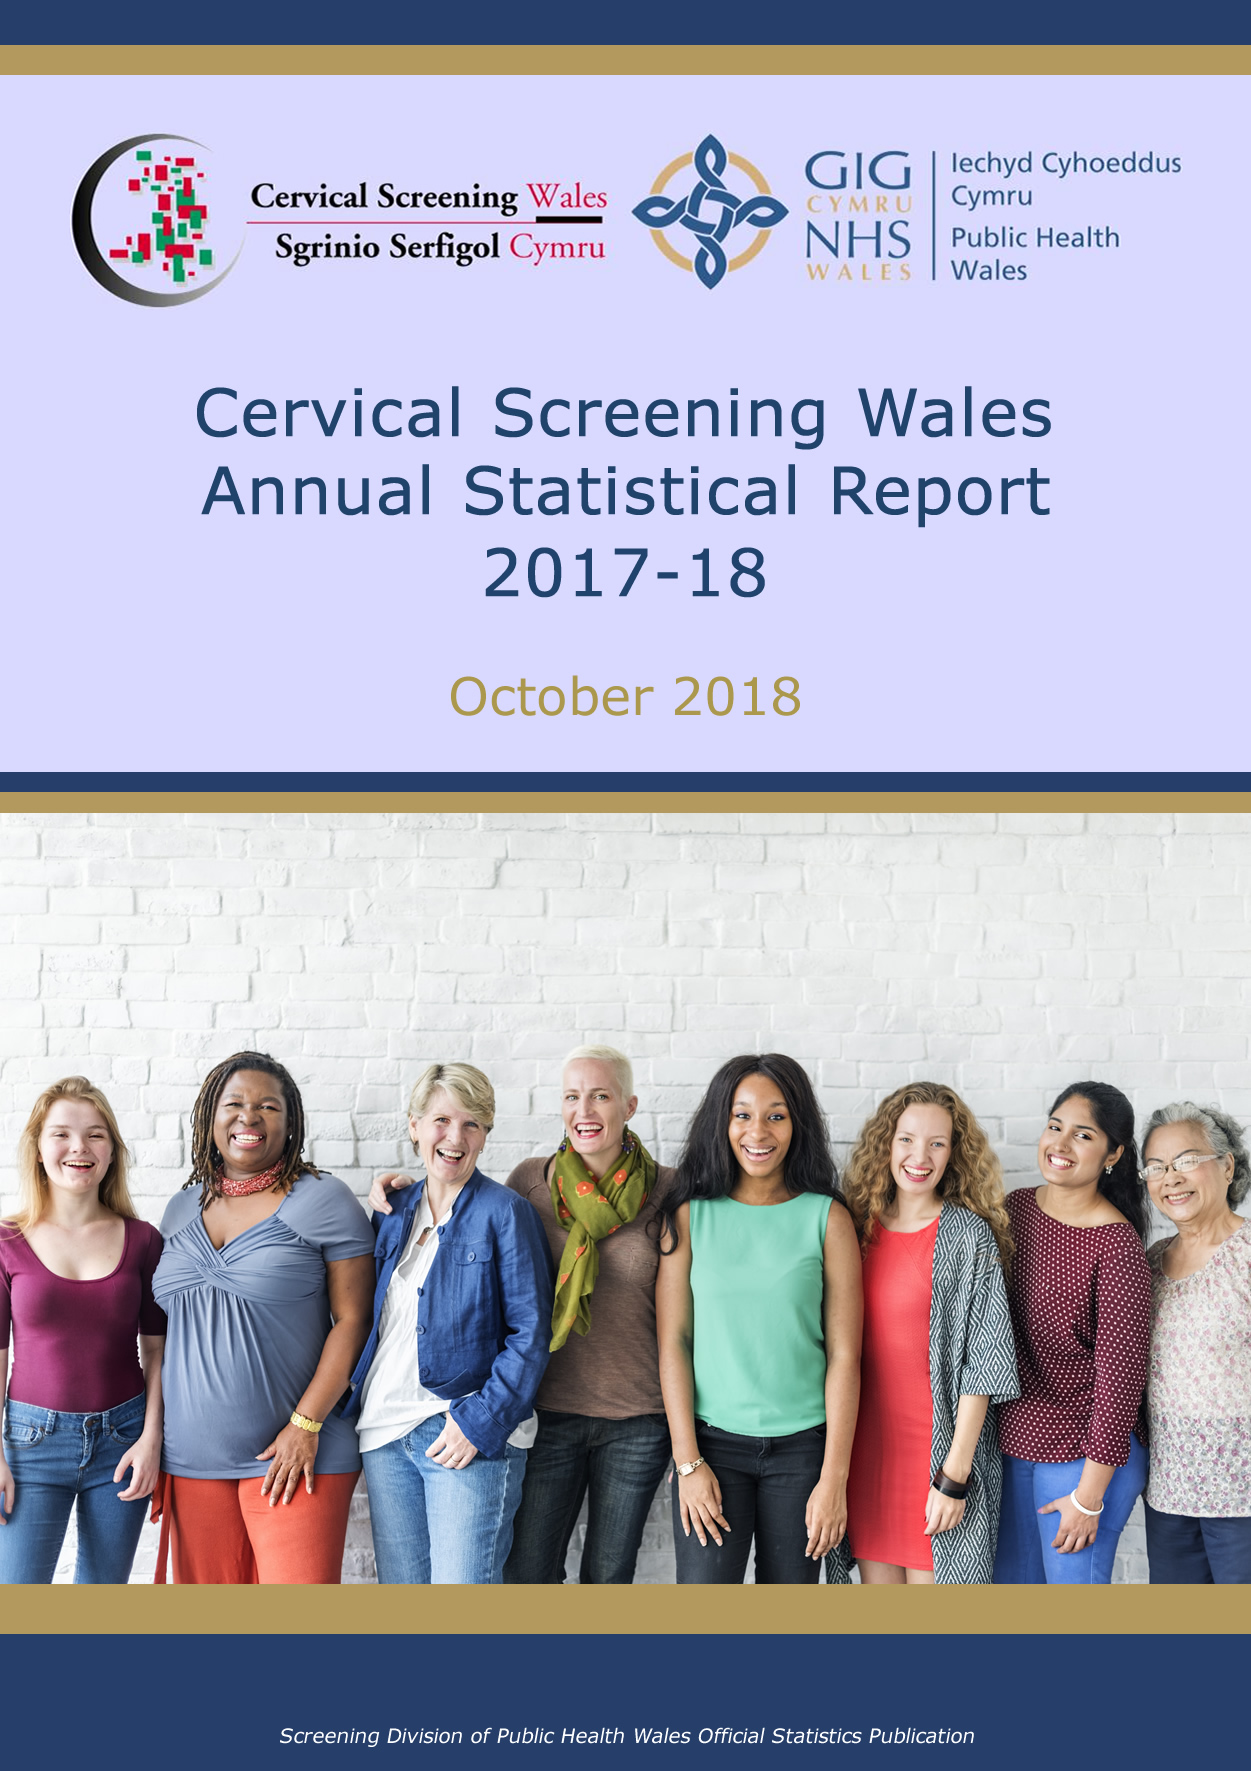 Cervical Screening Wales
Sgrinio Serfigol Cymru
GIG
CYMRU
NHS
WALES
Iechyd Cyhoeddus
Cymru
Public Health
Wales
Cervical Screening Wales
Annual Statistical Report
2017-18
October 2018
Screening Division of Public Health Wales Official Statistics Publication